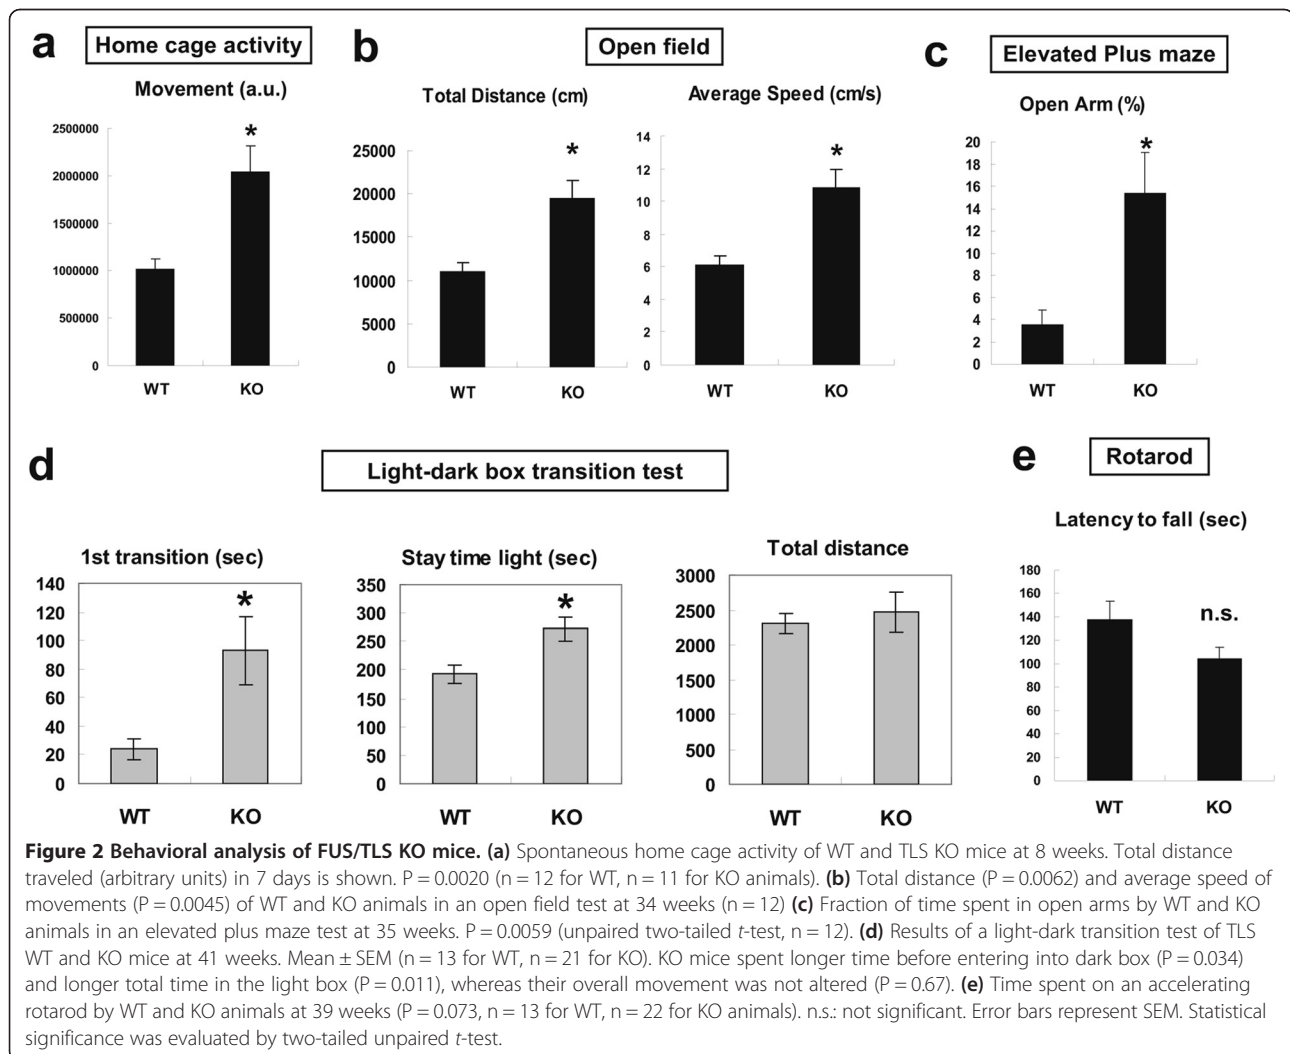 a
Home cage activity
Movement (a.u.)
2500000
2000000
1500000
1000000
500000
0
WT
KO
*
b
Open field
Total Distance (cm)
25000
20000
15000
10000
5000
0
WT
KO
*
Average Speed (cm/s)
14
12
10
8
6
4
2
0
WT
KO
*
c
Elevated Plus maze
Open Arm (%)
20
18
16
14
12
10
8
6
4
2
0
WT
KO
*
d
Light-dark box transition test
1st transition (sec)
140
120
100
80
60
40
20
0
WT
KO
*
Stay time light (sec)
350
300
250
200
150
100
50
0
WT
KO
*
Total distance
3000
2500
2000
1500
1000
500
0
WT
KO
e
Rotarod
Latency to fall (sec)
180
160
140
120
100
80
60
40
20
0
WT
KO
n.s.
Figure 2 Behavioral analysis of FUS/TLS KO mice. (a) Spontaneous home cage activity of WT and TLS KO mice at 8 weeks. Total distance
traveled (arbitrary units) in 7 days is shown. P = 0.0020 (n = 12 for WT, n = 11 for KO animals). (b) Total distance (P = 0.0062) and average speed of
movements (P = 0.0045) of WT and KO animals in an open field test at 34 weeks (n = 12) (c) Fraction of time spent in open arms by WT and KO
animals in an elevated plus maze test at 35 weeks. P = 0.0059 (unpaired two-tailed t-test, n = 12). (d) Results of a light-dark transition test of TLS
WT and KO mice at 41 weeks. Mean ± SEM (n = 13 for WT, n = 21 for KO). KO mice spent longer time before entering into dark box (P = 0.034)
and longer total time in the light box (P = 0.011), whereas their overall movement was not altered (P = 0.67). (e) Time spent on an accelerating
rotarod by WT and KO animals at 39 weeks (P = 0.073, n = 13 for WT, n = 22 for KO animals). n.s.: not significant. Error bars represent SEM. Statistical
significance was evaluated by two-tailed unpaired t-test.